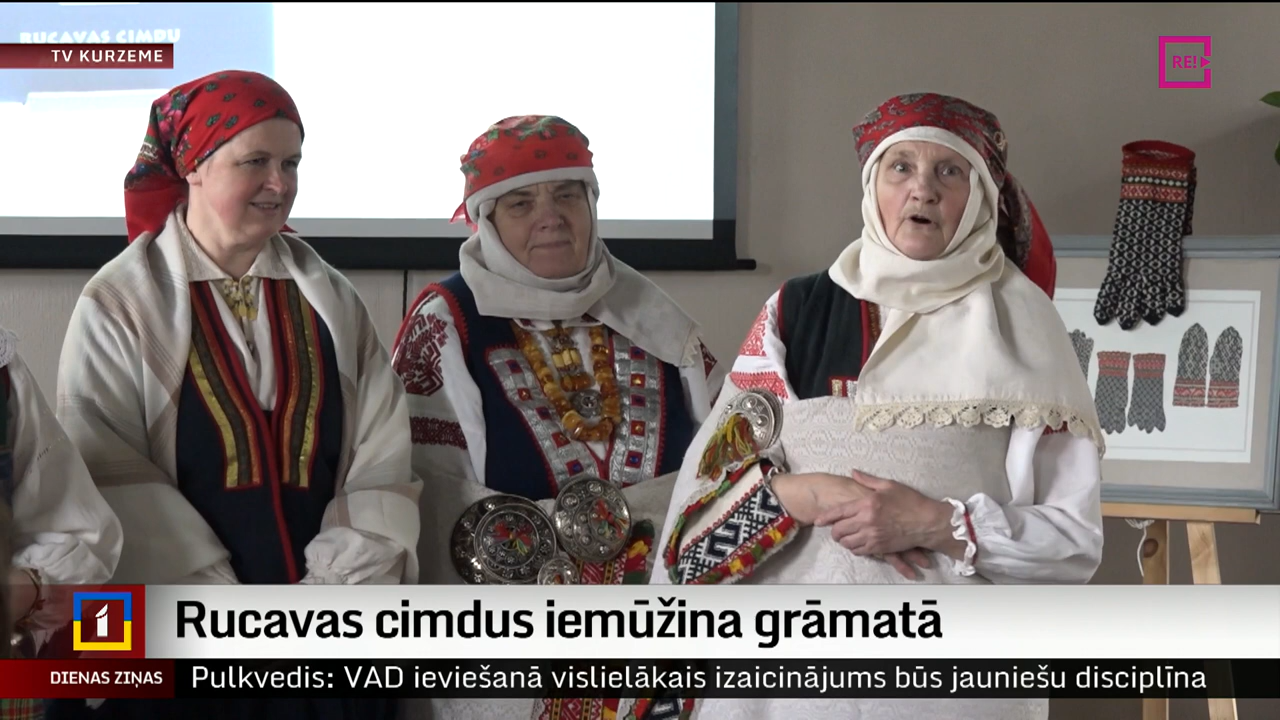 RUCAVAS CIMDU
TV KURZEME
RE!
1
Rucavas cimdus iemūžina grāmatā
DIENAS ZIŅAS
Pulkvedis: VAD ieviešanā vislielākais izaicinājums būs jauniešu disciplīna